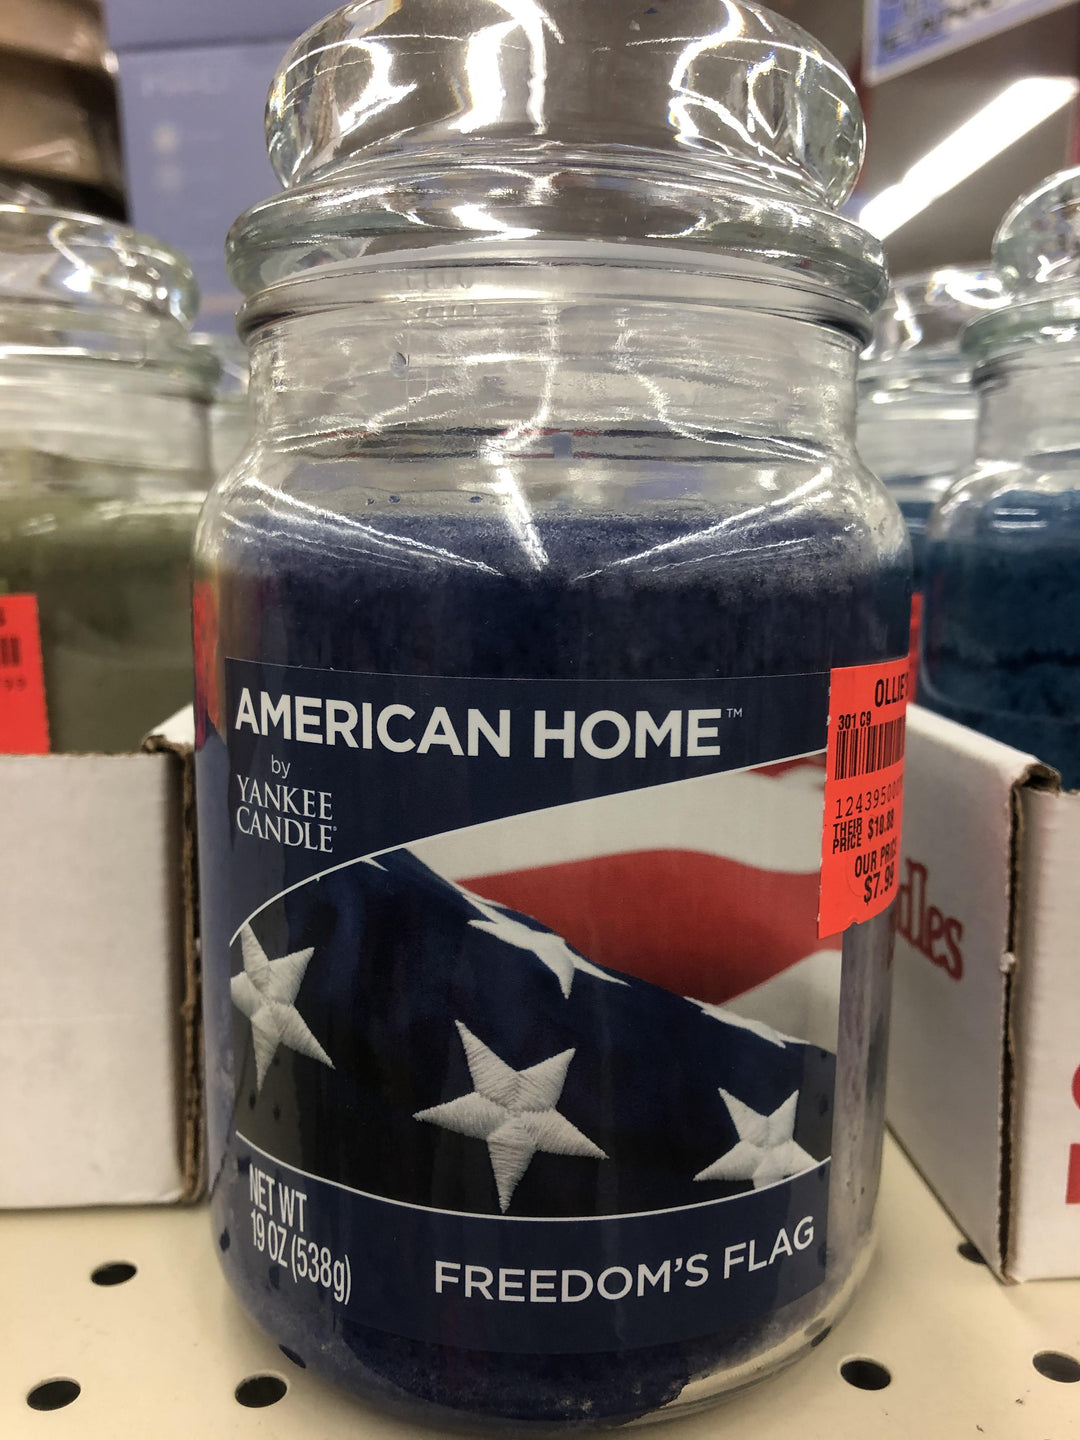 AMERICAN HOME™
by
YANKEE
CANDLE®
OLLIE'S
301 C9
THEIR
PRICE $10.88
OUR PRICE
$7.99
NET WT
19 OZ (538g)
FREEDOM'S FLAG